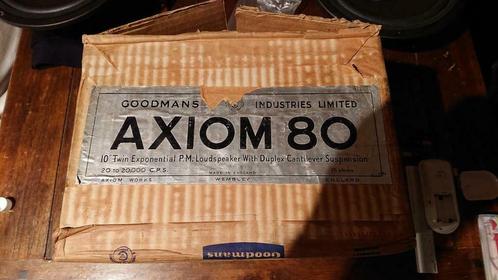 GOODMANS INDUSTRIES LIMITED
AXIOM 80
10" Twin Exponential P.M. Loudspeaker With Duplex Cantilever Suspension
20 to 20,000 C.P.S. MADE IN ENGLAND
AXIOM WORKS WEMBLEY ENGLAND
Goodmans